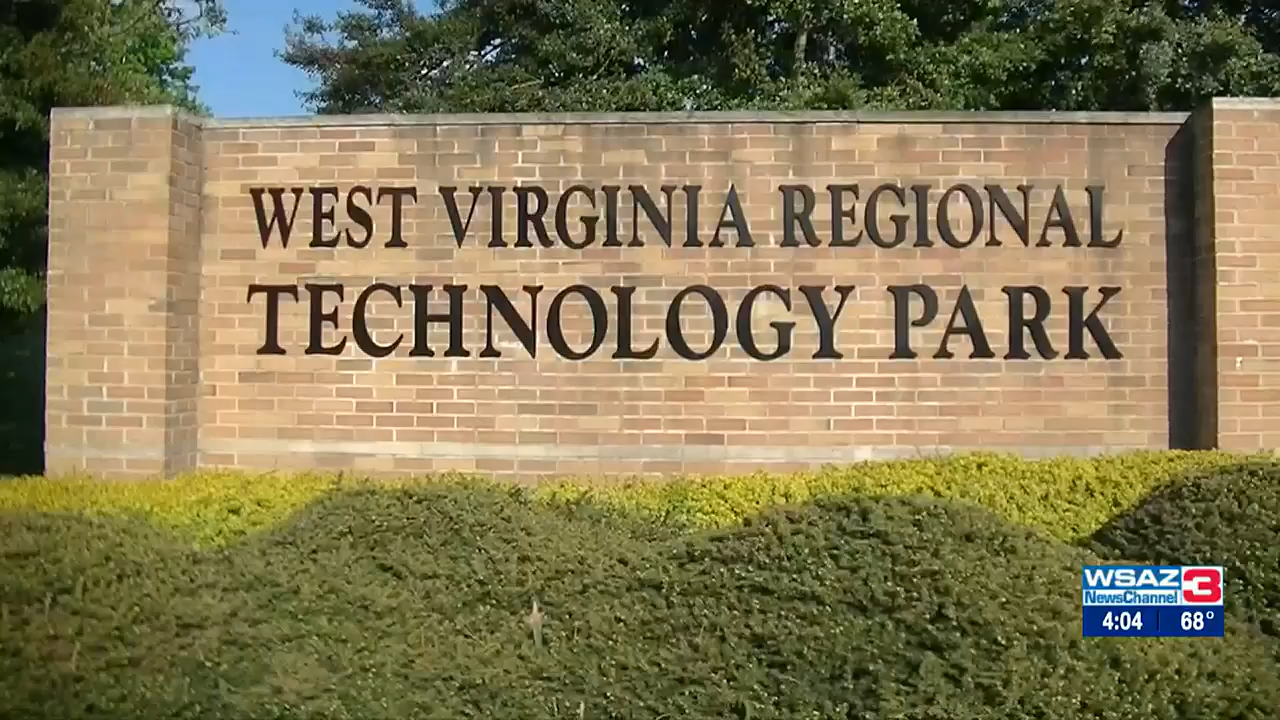 WEST VIRGINIA REGIONAL
TECHNOLOGY PARK
WSAZ 3
NewsChannel
4:04 68°